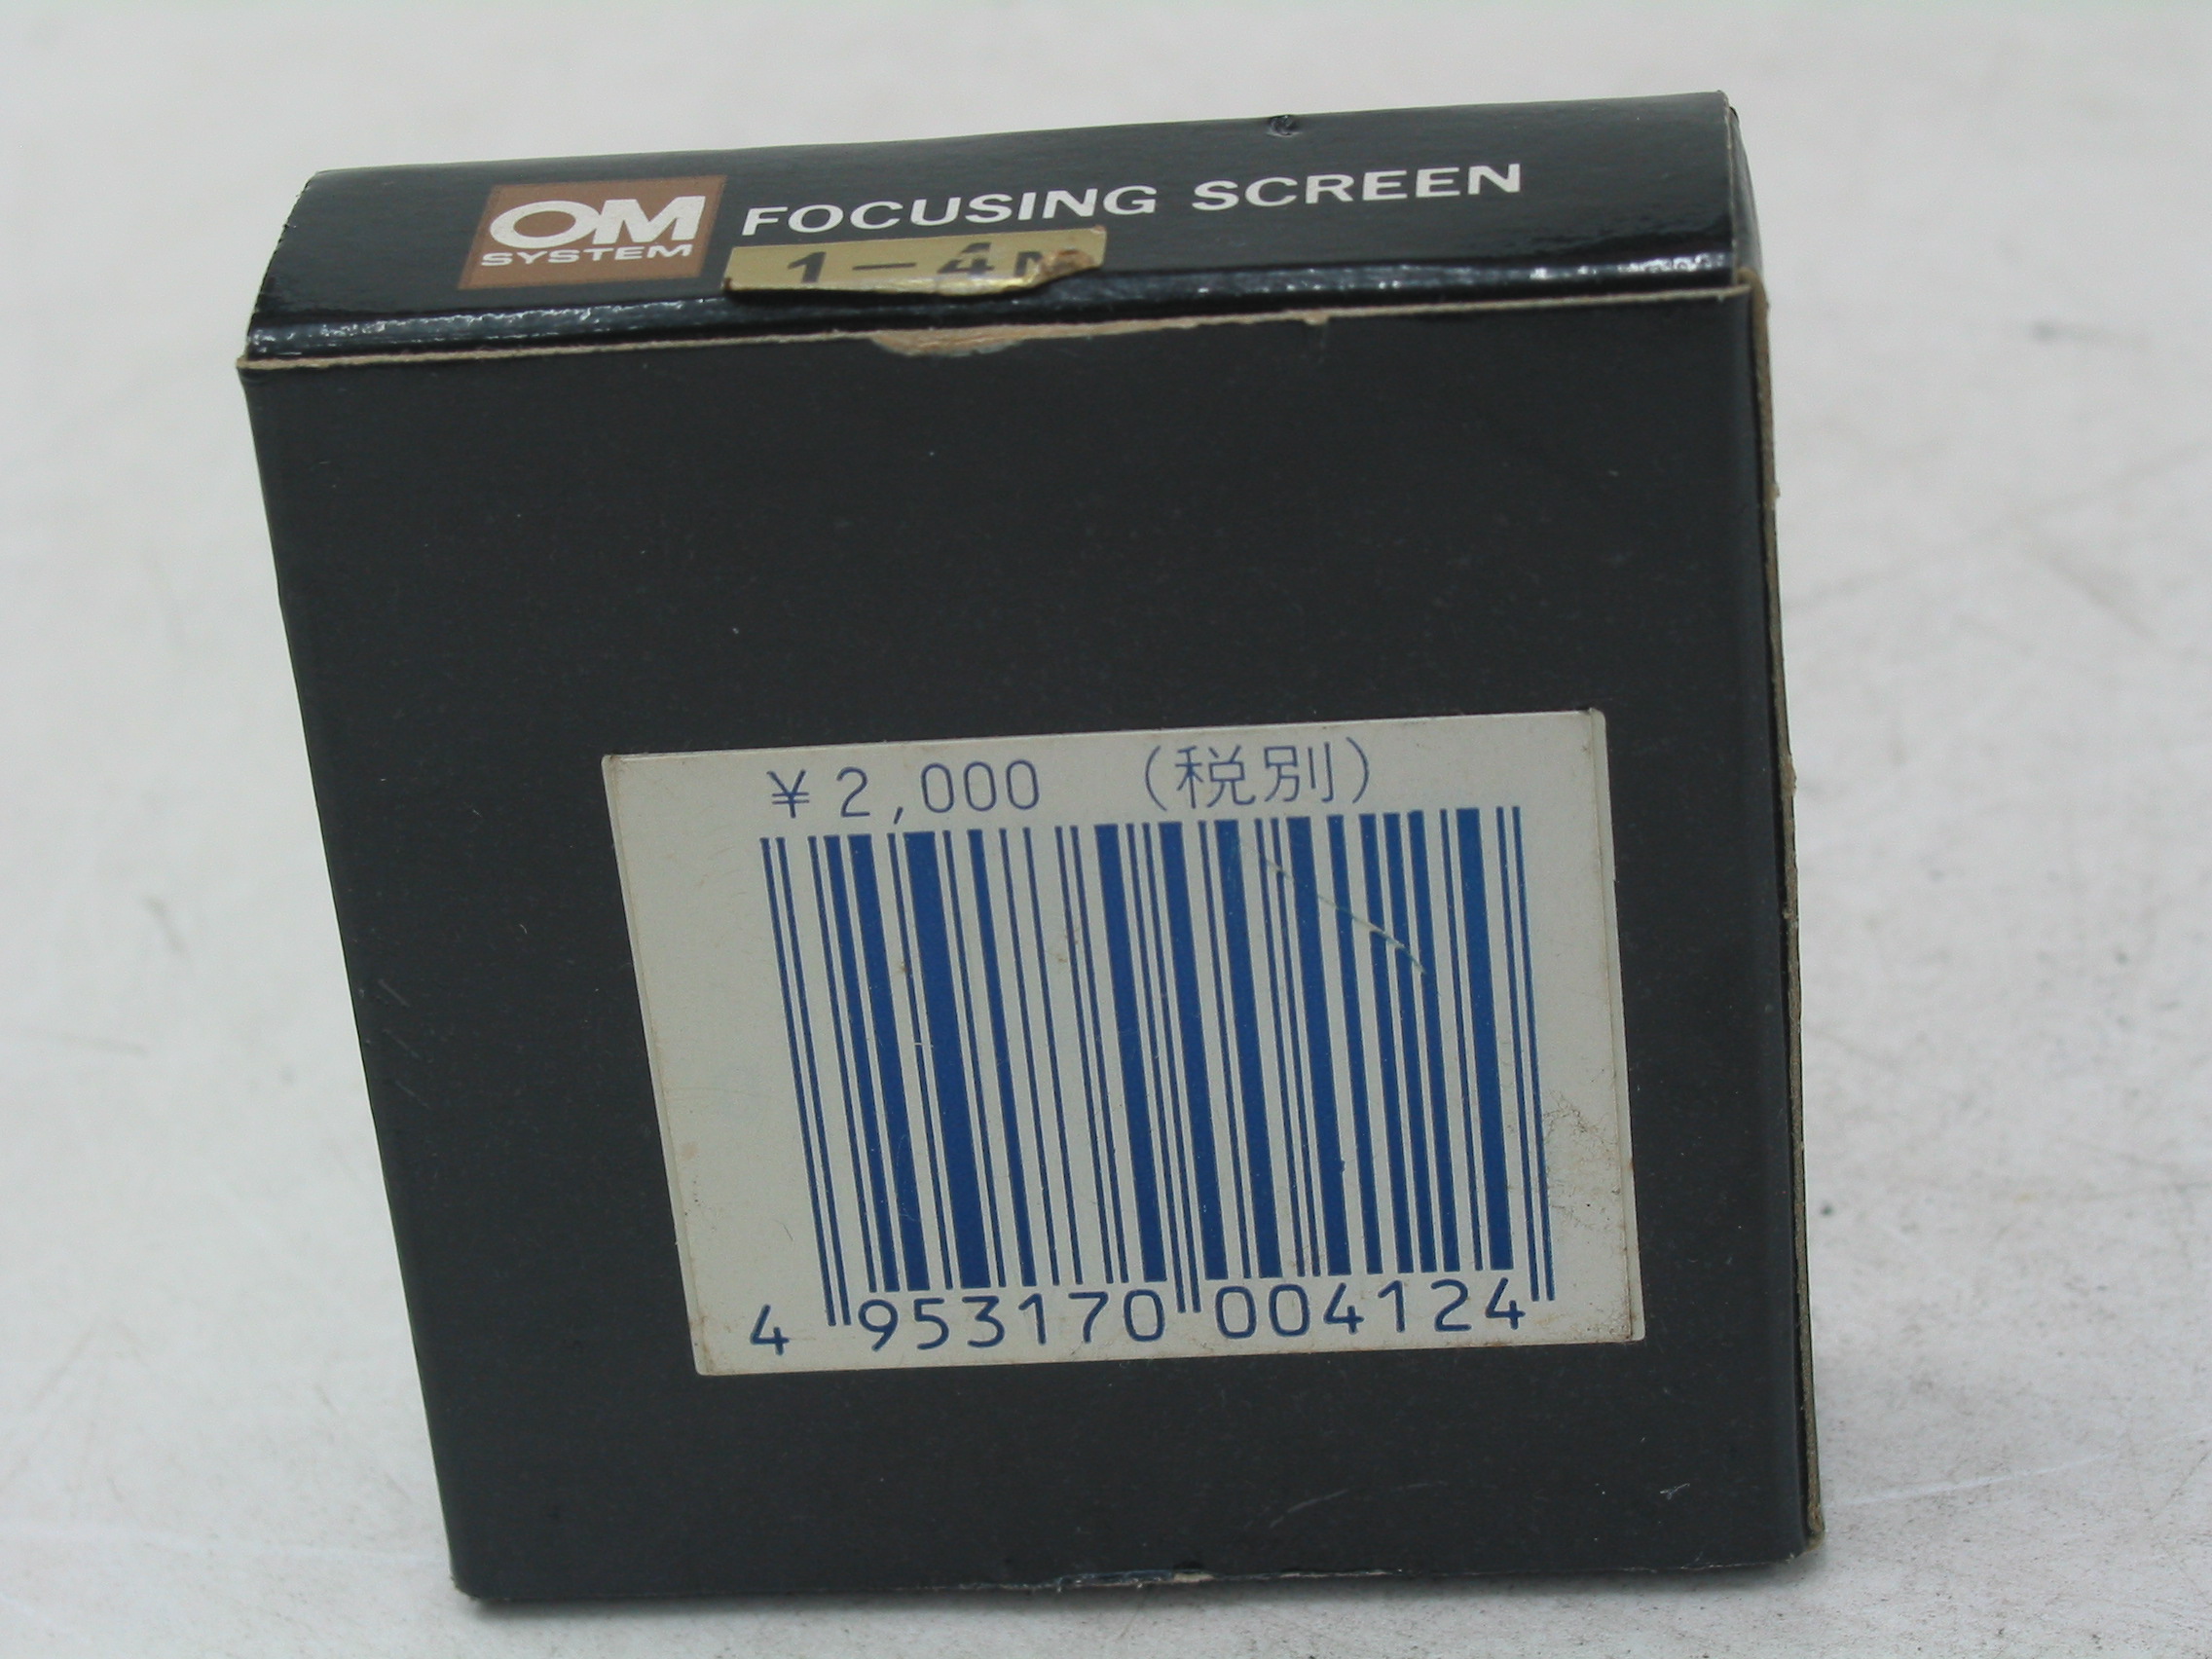 OM
SYSTEM
FOCUSING SCREEN
1-4N
¥2,000 (税別)
4 953170 004124